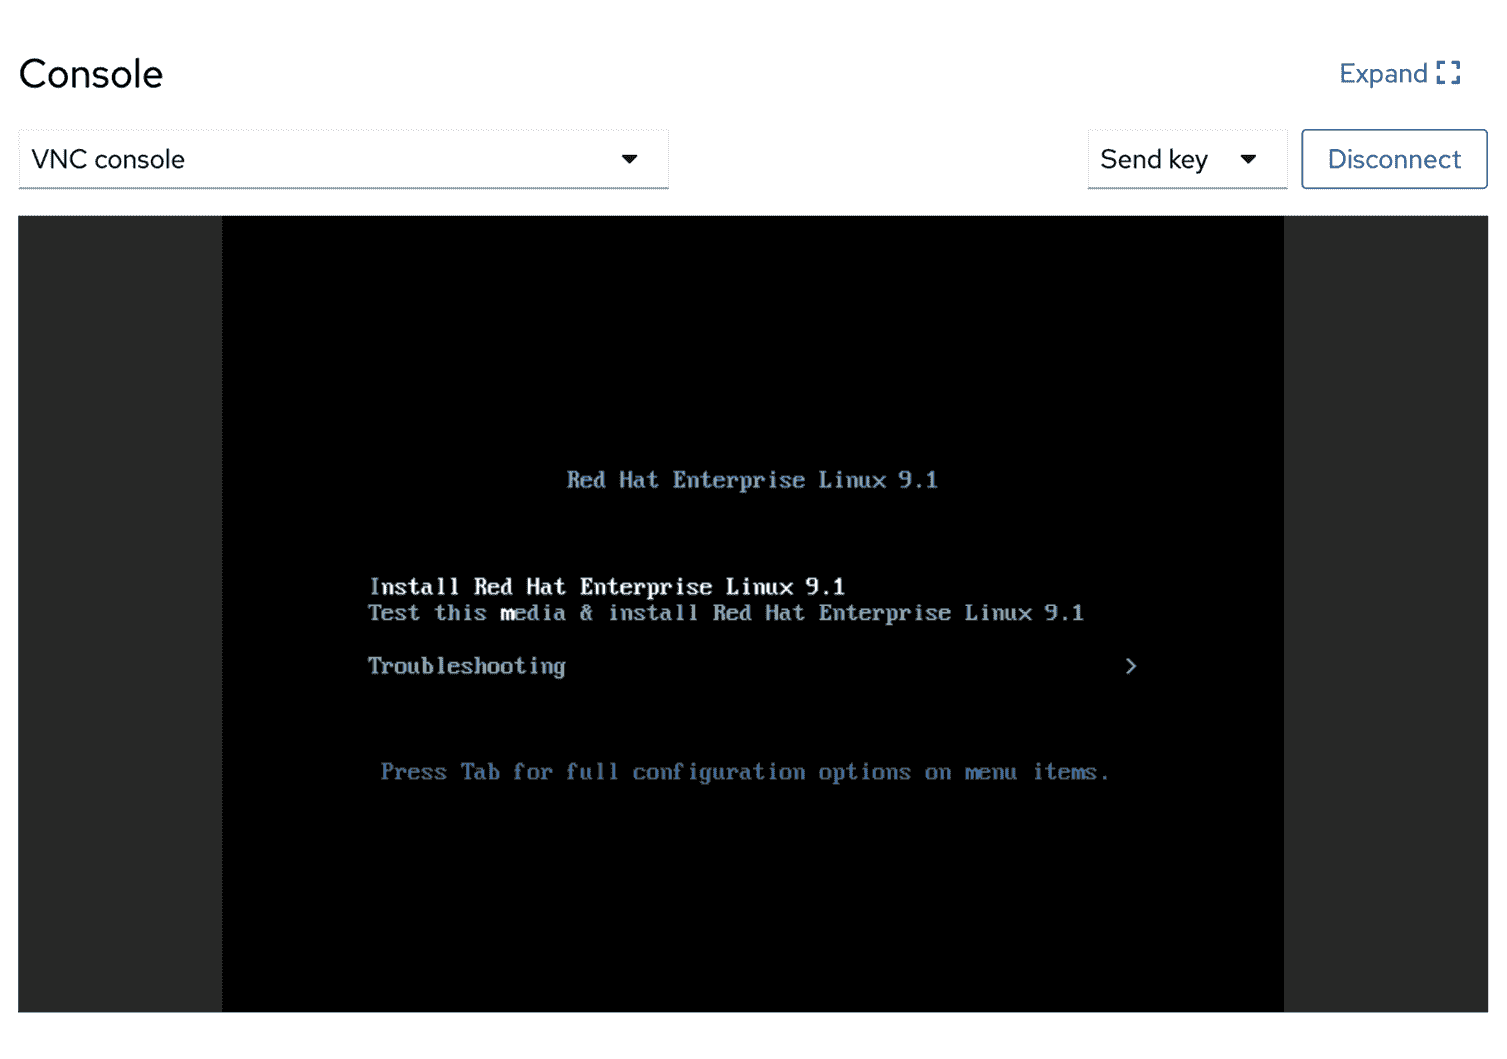 Console
Expand
VNC console
Send key
Disconnect
Red Hat Enterprise Linux 9.1
Install Red Hat Enterprise Linux 9.1
Test this media & install Red Hat Enterprise Linux 9.1
Troubleshooting >
Press Tab for full configuration options on menu items.